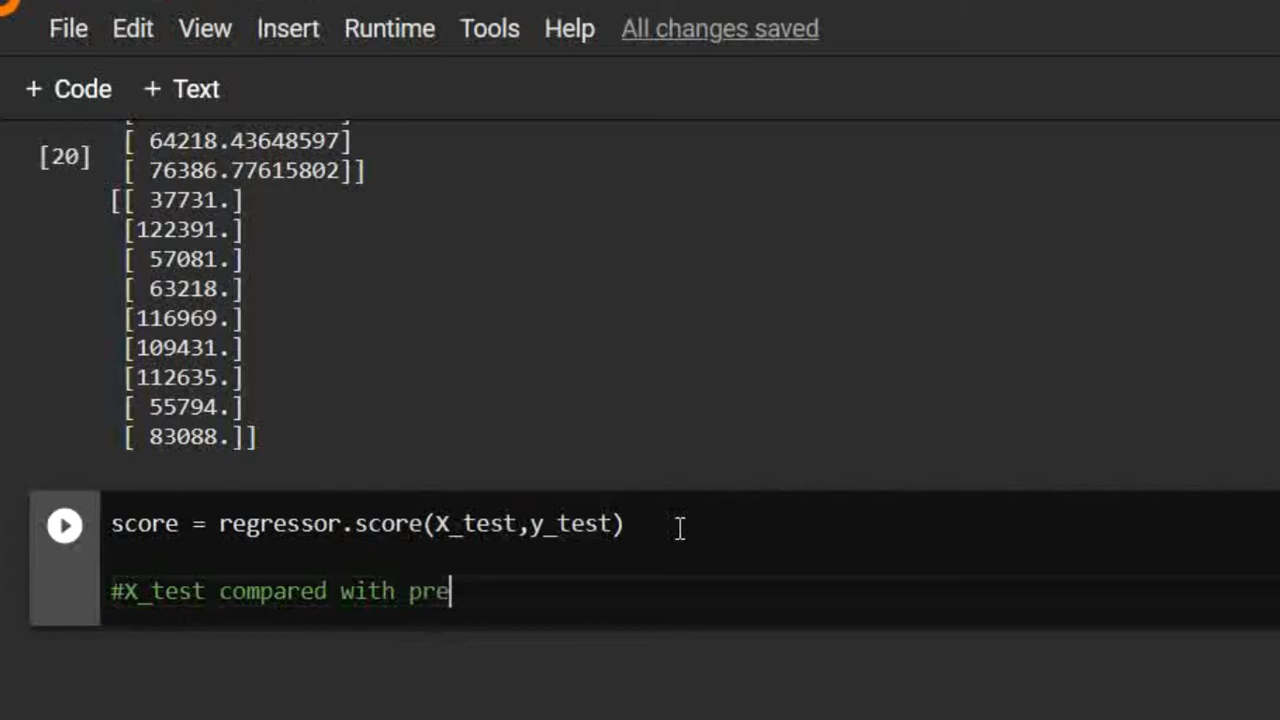 File Edit View Insert Runtime Tools Help All changes saved
+ Code + Text
[ 64218.43648597]
[20] [ 76386.77615802]]
[[ 37731.]
[122391.]
[ 57081.]
[ 63218.]
[116969.]
[109431.]
[112635.]
[ 55794.]
[ 83088.]]
score = regressor.score(X_test,y_test)
#X_test compared with pre